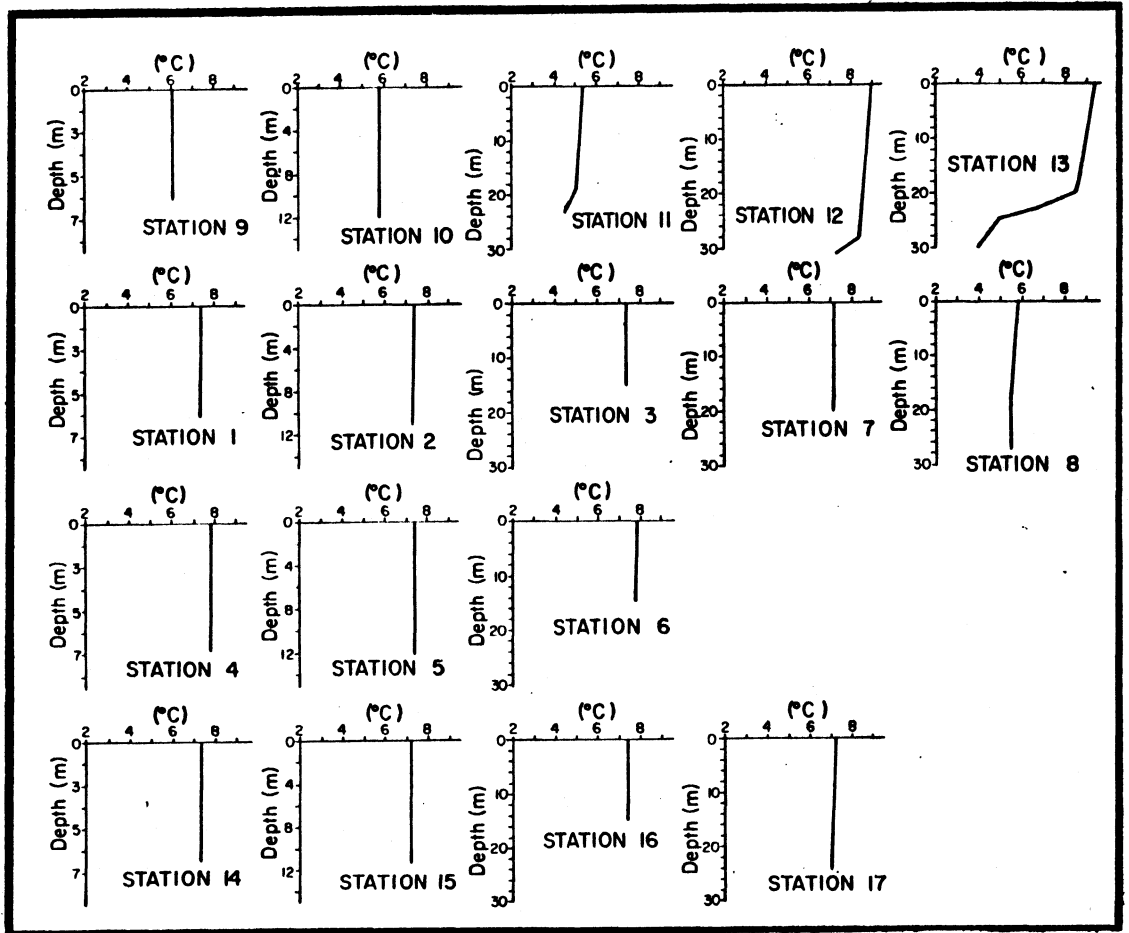 (°C) (°C) (°C) (°C) (°C)
2 4 6 8 2 4 6 8 2 4 6 8 2 4 6 8 2 4 6 8
Depth (m) 0 3 5 7 STATION 9
Depth (m) 0 4 8 12 STATION 10
Depth (m) 0 10 20 30 STATION 11
Depth (m) 0 10 20 30 STATION 12
Depth (m) 0 10 20 30 STATION 13
(°C) (°C) (°C) (°C) (°C)
2 4 6 8 2 4 6 8 2 4 6 8 2 4 6 8 2 4 6 8
Depth (m) 0 3 5 7 STATION 1
Depth (m) 0 4 8 12 STATION 2
Depth (m) 0 10 20 30 STATION 3
Depth (m) 0 10 20 30 STATION 7
Depth (m) 0 10 20 30 STATION 8
(°C) (°C) (°C)
2 4 6 8 2 4 6 8 2 4 6 8
Depth (m) 0 3 5 7 STATION 4
Depth (m) 0 4 8 12 STATION 5
Depth (m) 0 10 20 30 STATION 6
(°C) (°C) (°C) (°C)
2 4 6 8 2 4 6 8 2 4 6 8 2 4 6 8
Depth (m) 0 3 5 7 STATION 14
Depth (m) 0 4 8 12 STATION 15
Depth (m) 0 10 20 30 STATION 16
Depth (m) 0 10 20 30 STATION 17